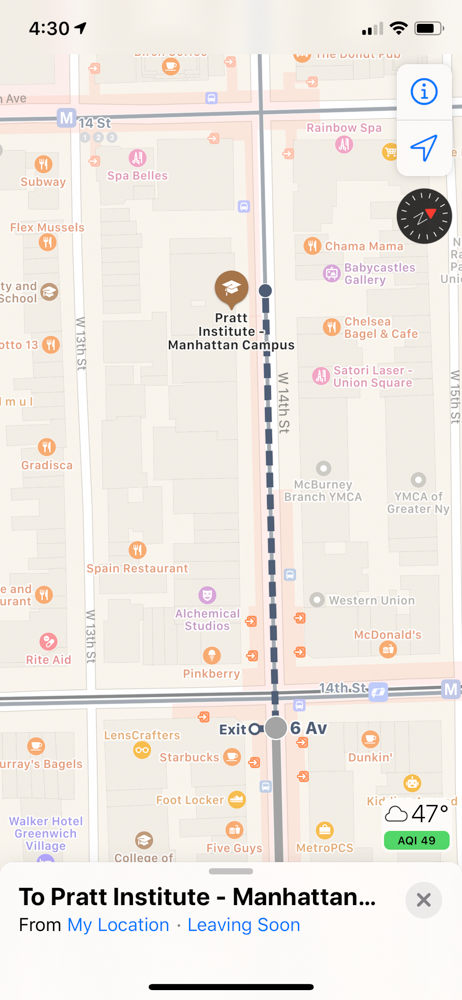 4:30
The Donut Pub
Ave
M
14 St
1 2 3
Rainbow Spa
Subway
Spa Belles
Flex Mussels
Chama Mama
Babycastles
Gallery
ty and
School
Pratt
Institute -
Manhattan Campus
Chelsea
Bagel & Cafe
otto 13
W 13th St
W 14th St
W 15th St
Satori Laser -
Union Square
Gradisca
McBurney
Branch YMCA
YMCA of
Greater Ny
Spain Restaurant
Alchemical
Studios
Western Union
W 13th St
McDonald's
Rite Aid
Pinkberry
14th St
M
Exit
6 Av
LensCrafters
Starbucks
Dunkin'
urray's Bagels
Foot Locker
47°
AQI 49
Walker Hotel
Greenwich
Village
Five Guys
MetroPCS
College of
To Pratt Institute - Manhattan...
From My Location · Leaving Soon